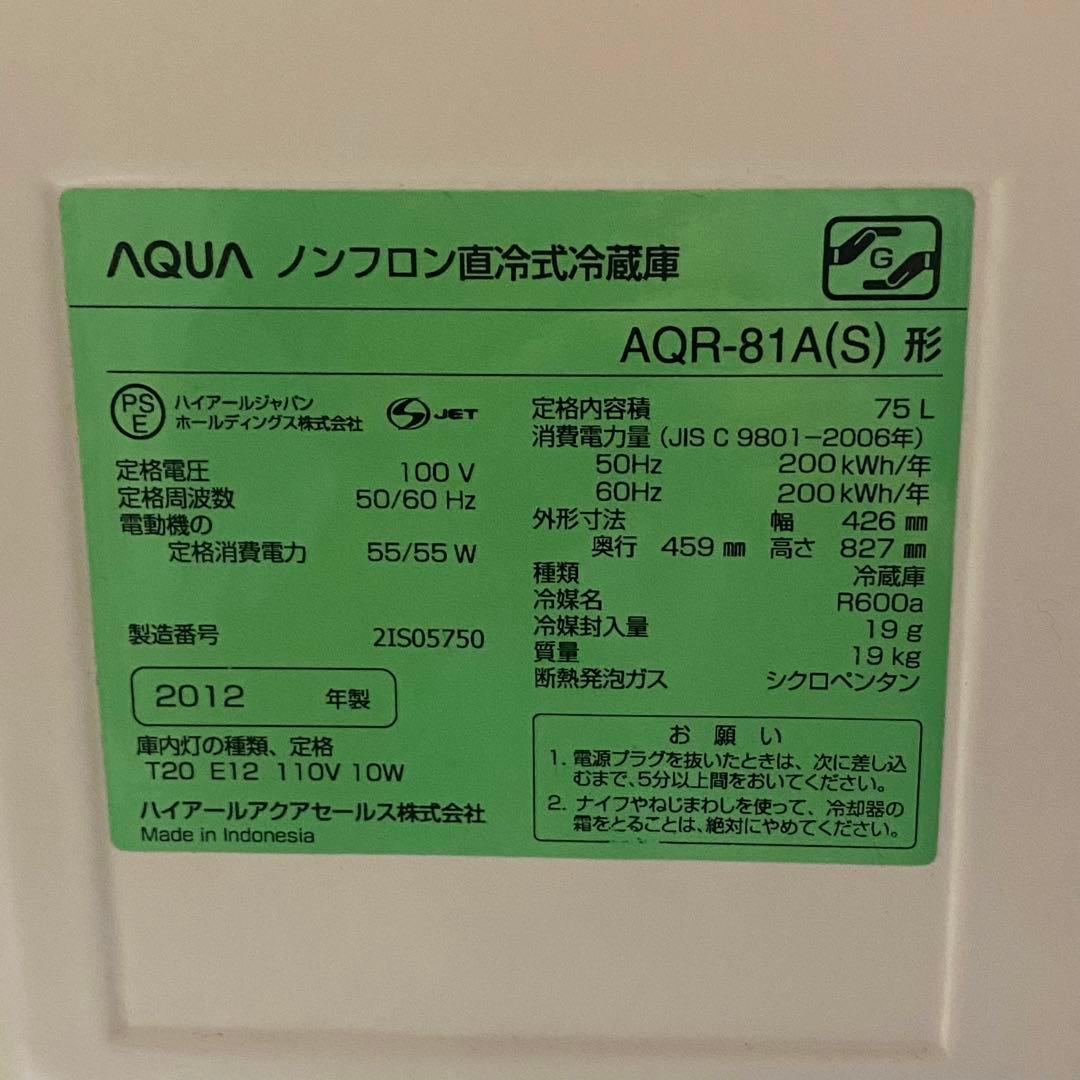 AQUA ノンフロン直冷式冷蔵庫
G
AQR-81A(S) 形
PS
E
ハイアールジャパン
ホールディングス株式会社
S JET
定格電圧 100 V
定格周波数 50/60 Hz
電動機の
定格消費電力 55/55 W
製造番号 2IS05750
2012 年製
庫内灯の種類、定格
T20 E12 110V 10W
ハイアールアクアセールス株式会社
Made in Indonesia
定格内容積 75 L
消費電力量 (JIS C 9801-2006年)
50Hz 200 kWh/年
60Hz 200 kWh/年
外形寸法 幅 426 mm
奥行 459 mm 高さ 827 mm
種類 冷蔵庫
冷媒名 R600a
冷媒封入量 19 g
質量 19 kg
断熱発泡ガス シクロペンタン
お願い
1. 電源プラグを抜いたときは、次に差し込
むまで、5分以上間をおいてください。
2. ナイフやねじまわしを使って、冷却器の
霜をとることは、絶対にやめてください。